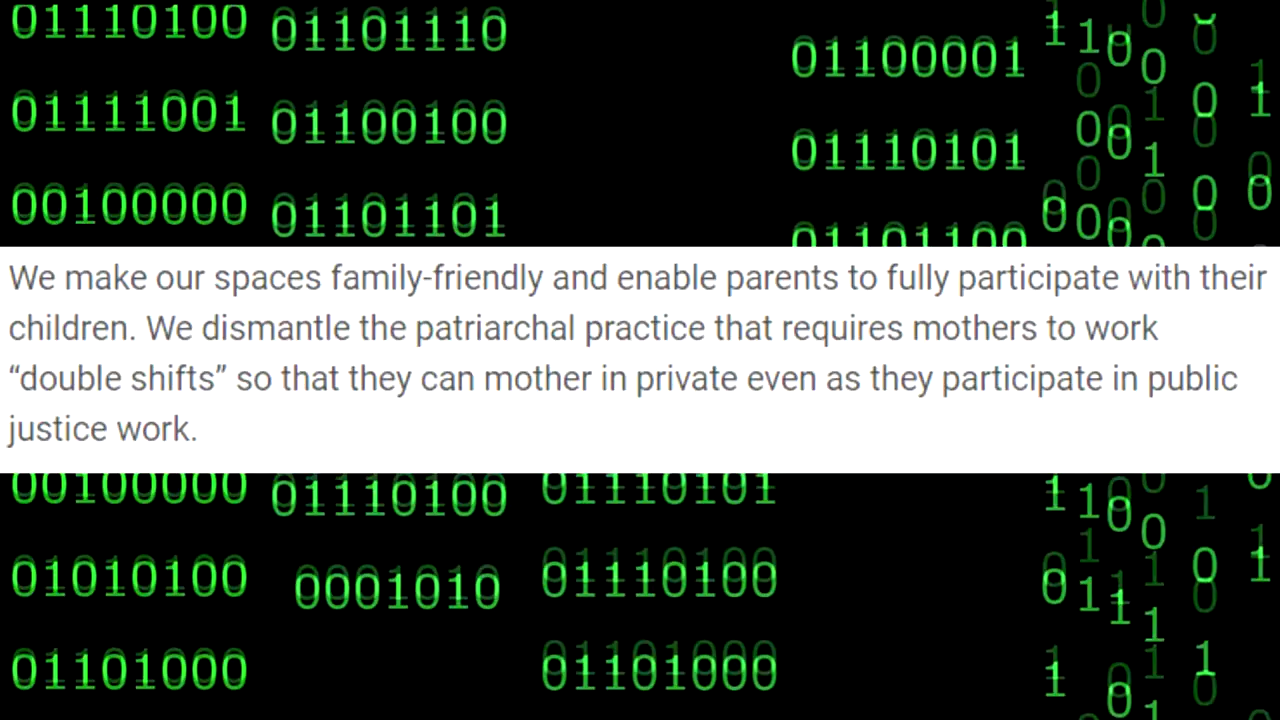 01110100 01101110 01100001
01111001 01100100 01110101
00100000 01101101 01101100
We make our spaces family-friendly and enable parents to fully participate with their
children. We dismantle the patriarchal practice that requires mothers to work
“double shifts” so that they can mother in private even as they participate in public
justice work.
00100000 01110100 01110101
01010100 0001010 01110100
01101000 01101000